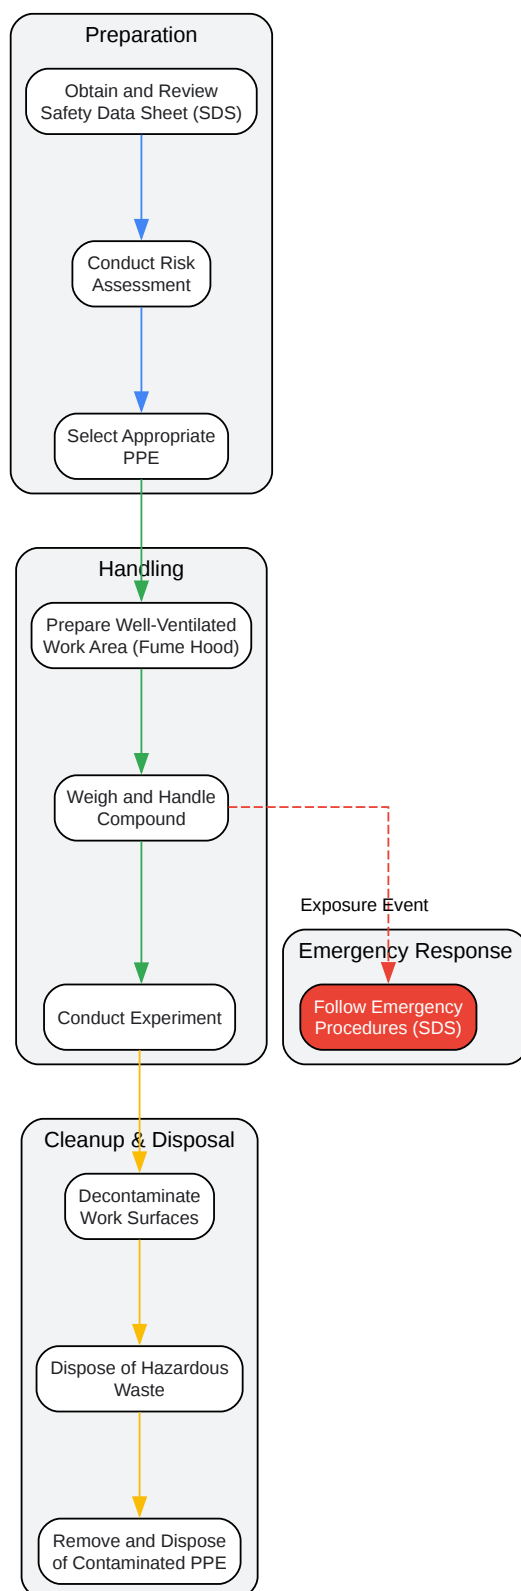 Preparation
Obtain and Review
Safety Data Sheet (SDS)
Conduct Risk
Assessment
Select Appropriate
PPE
Handling
Prepare Well-Ventilated
Work Area (Fume Hood)
Weigh and Handle
Compound
Exposure Event
Emergency Response
Follow Emergency
Procedures (SDS)
Conduct Experiment
Cleanup & Disposal
Decontaminate
Work Surfaces
Dispose of Hazardous
Waste
Remove and Dispose
of Contaminated PPE